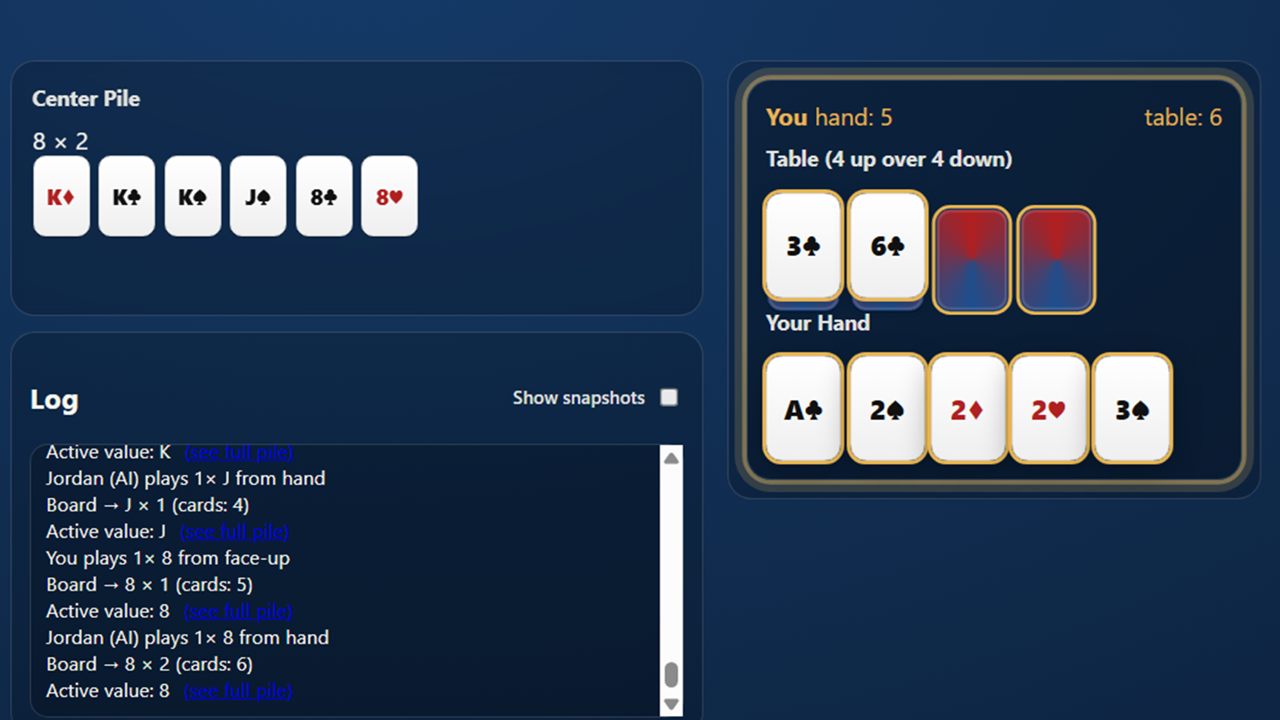 Center Pile
8 × 2
K♦ K♣ K♠ J♠ 8♣ 8♥
Log
Show snapshots
Active value: K (see full pile)
Jordan (AI) plays 1× J from hand
Board → J × 1 (cards: 4)
Active value: J (see full pile)
You plays 1× 8 from face-up
Board → 8 × 1 (cards: 5)
Active value: 8 (see full pile)
Jordan (AI) plays 1× 8 from hand
Board → 8 × 2 (cards: 6)
Active value: 8 (see full pile)
You hand: 5
table: 6
Table (4 up over 4 down)
3♣ 6♣
Your Hand
A♣ 2♠ 2♦ 2♥ 3♠